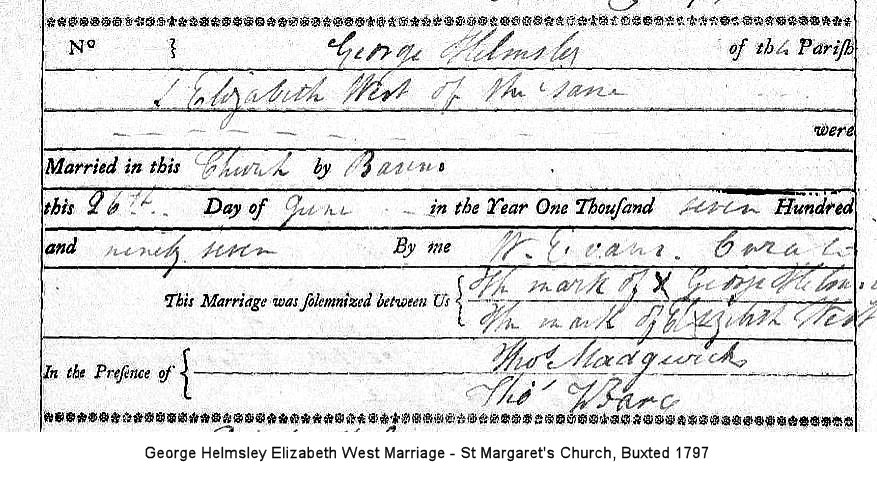 No } George Helmsley of the Parish
& Elizabeth West of the same
were
Married in this Church by Banns
this 26th Day of June in the Year One Thousand seven Hundred
and ninety seven By me W. Evans. Curate
This Marriage was solemnized between Us { The mark of X George Helms
The mark of Elizabeth West
In the Presence of { Thos Madgwick
Thos
George Helmsley Elizabeth West Marriage - St Margaret's Church, Buxted 1797